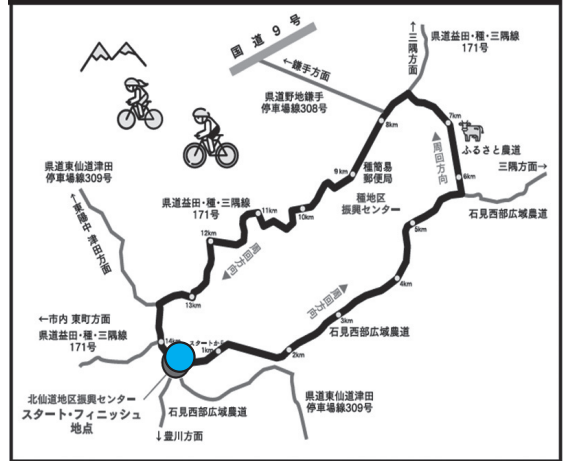 国道9号
←鎌手方面
↑三隅方面
県道益田・種・三隅線
171号
県道野地鎌手
停車場線308号
8km
7km
ふるさと農道
三隅方面→
▲周回方向
6km
石見西部広域農道
県道東仙道津田
停車場線309号
↑東陽中 津田方面
9km
種簡易
郵便局
種地区
振興センター
県道益田・種・三隅線
171号
12km
11km
10km
5km
周回方向
周回方向
13km
4km
3km
石見西部広域農道
←市内 東町方面
県道益田・種・三隅線
171号
14km
スタートから
1km
2km
北仙道地区振興センター
スタート・フィニッシュ
地点
石見西部広域農道
↓豊川方面
県道東仙道津田
停車場線309号